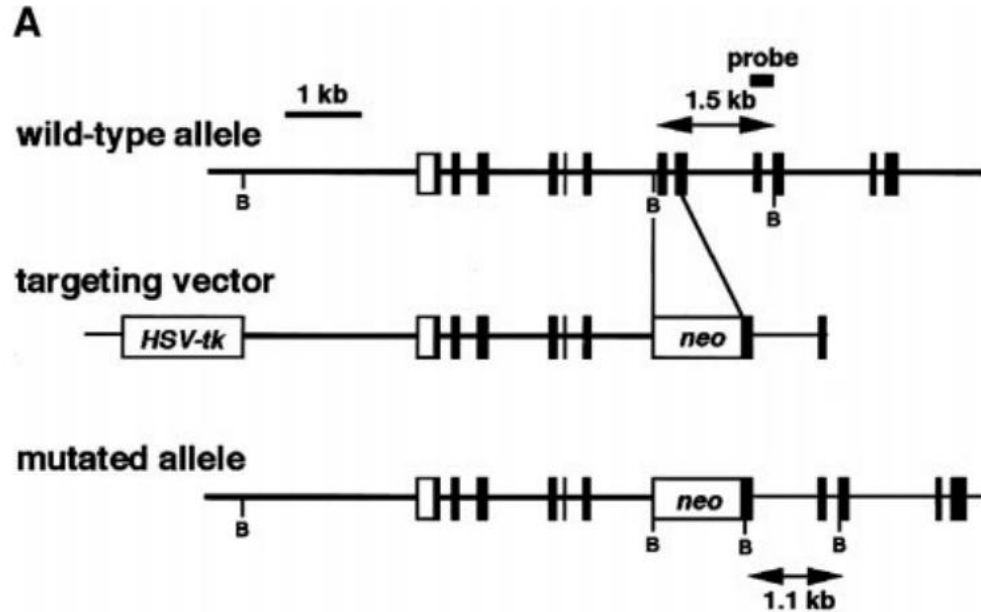 A
probe
1 kb
1.5 kb
wild-type allele
B
B
B
targeting vector
HSV-tk
neo
mutated allele
neo
B
B
B
B
1.1 kb